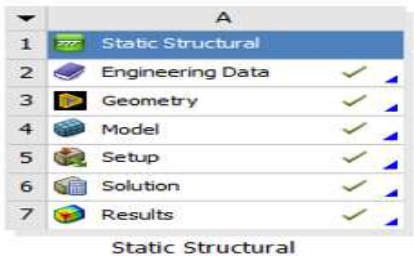 A
1 Static Structural
2 Engineering Data
3 Geometry
4 Model
5 Setup
6 Solution
7 Results
Static Structural